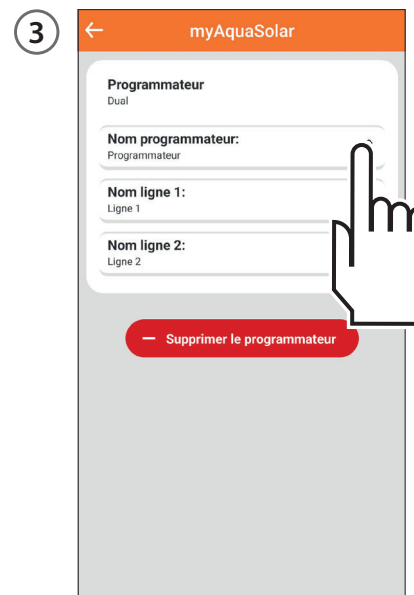 3
myAquaSolar
Programmateur
Dual
Nom programmateur:
Programmateur
Nom ligne 1:
Ligne 1
Nom ligne 2:
Ligne 2
Supprimer le programmateur